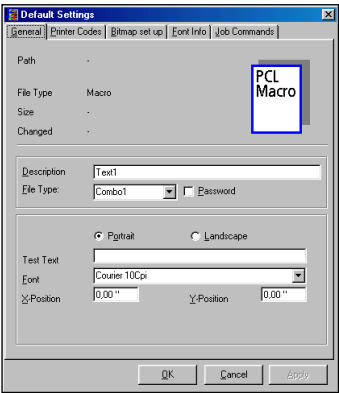 Default Settings
General Printer Codes Bitmap set up Font Info Job Commands
Path -
PCL
Macro
File Type Macro
Size -
Changed -
Description Text1
File Type: Combo1 Password
Portrait Landscape
Test Text
Font Courier 10Cpi
X-Position 0,00 " Y-Position 0,00 "
OK Cancel Apply